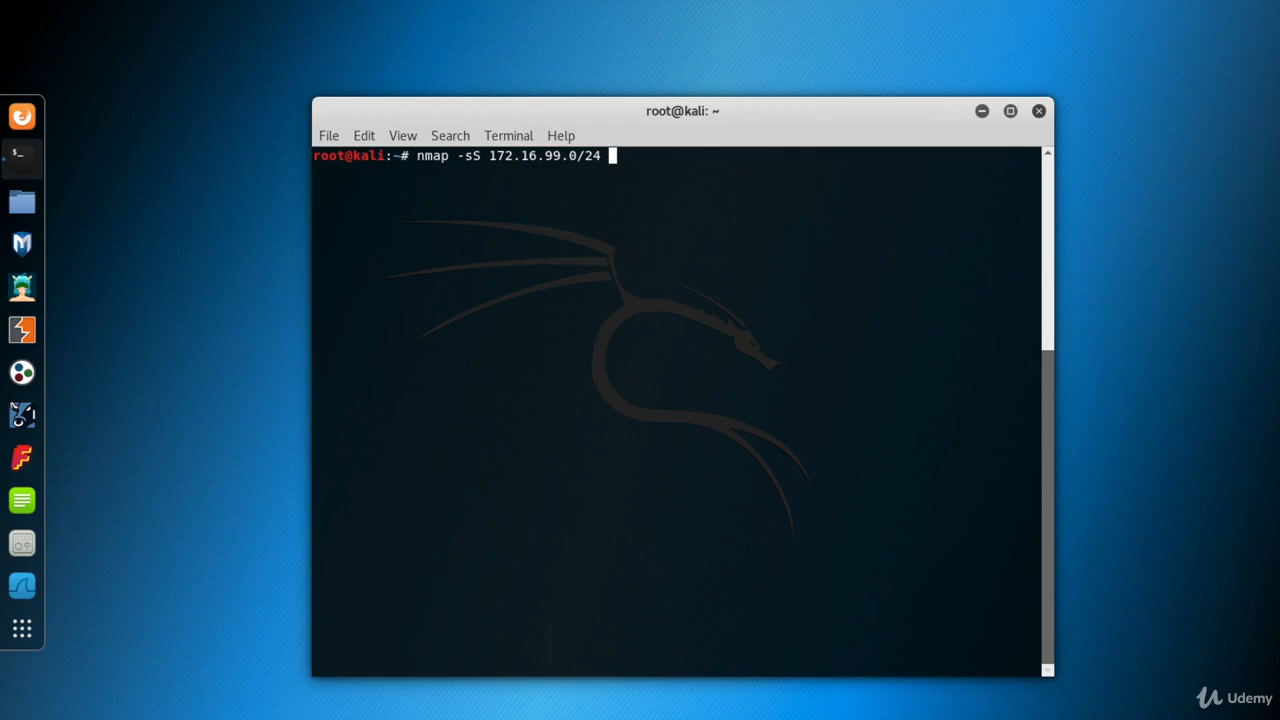 root@kali: ~
File Edit View Search Terminal Help
root@kali:~# nmap -sS 172.16.99.0/24
Udemy